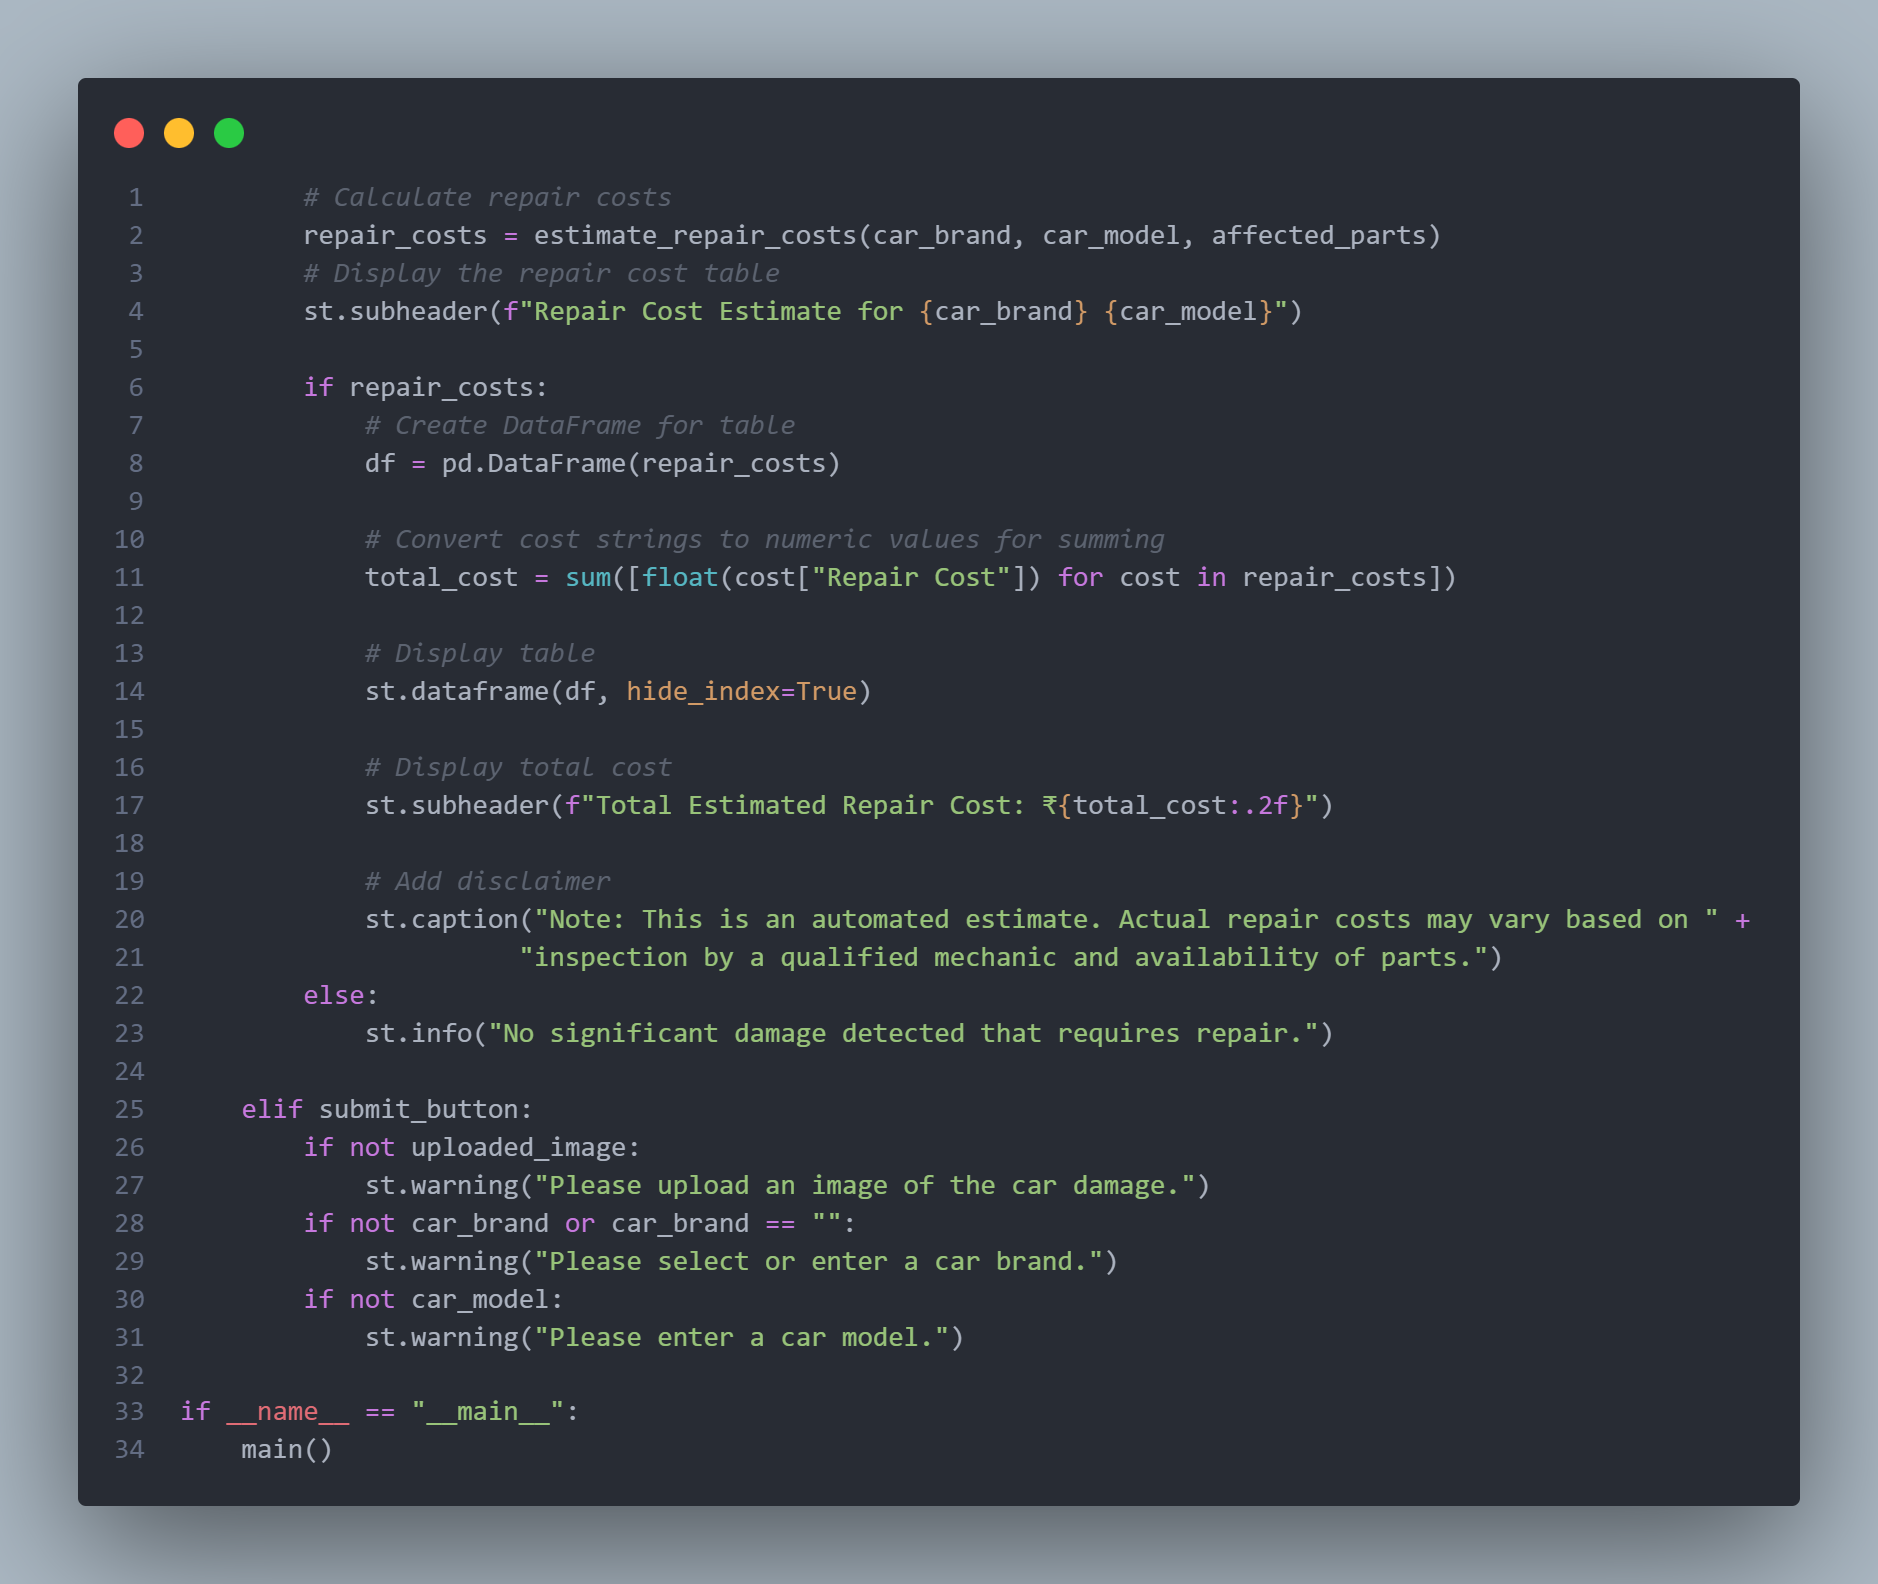 1         # Calculate repair costs
2         repair_costs = estimate_repair_costs(car_brand, car_model, affected_parts)
3         # Display the repair cost table
4         st.subheader(f"Repair Cost Estimate for {car_brand} {car_model}")
5
6         if repair_costs:
7             # Create DataFrame for table
8             df = pd.DataFrame(repair_costs)
9
10             # Convert cost strings to numeric values for summing
11             total_cost = sum([float(cost["Repair Cost"]) for cost in repair_costs])
12
13             # Display table
14             st.dataframe(df, hide_index=True)
15
16             # Display total cost
17             st.subheader(f"Total Estimated Repair Cost: ₹{total_cost:.2f}")
18
19             # Add disclaimer
20             st.caption("Note: This is an automated estimate. Actual repair costs may vary based on " +
21                       "inspection by a qualified mechanic and availability of parts.")
22         else:
23             st.info("No significant damage detected that requires repair.")
24
25     elif submit_button:
26         if not uploaded_image:
27             st.warning("Please upload an image of the car damage.")
28         if not car_brand or car_brand == "":
29             st.warning("Please select or enter a car brand.")
30         if not car_model:
31             st.warning("Please enter a car model.")
32
33 if __name__ == "__main__":
34     main()